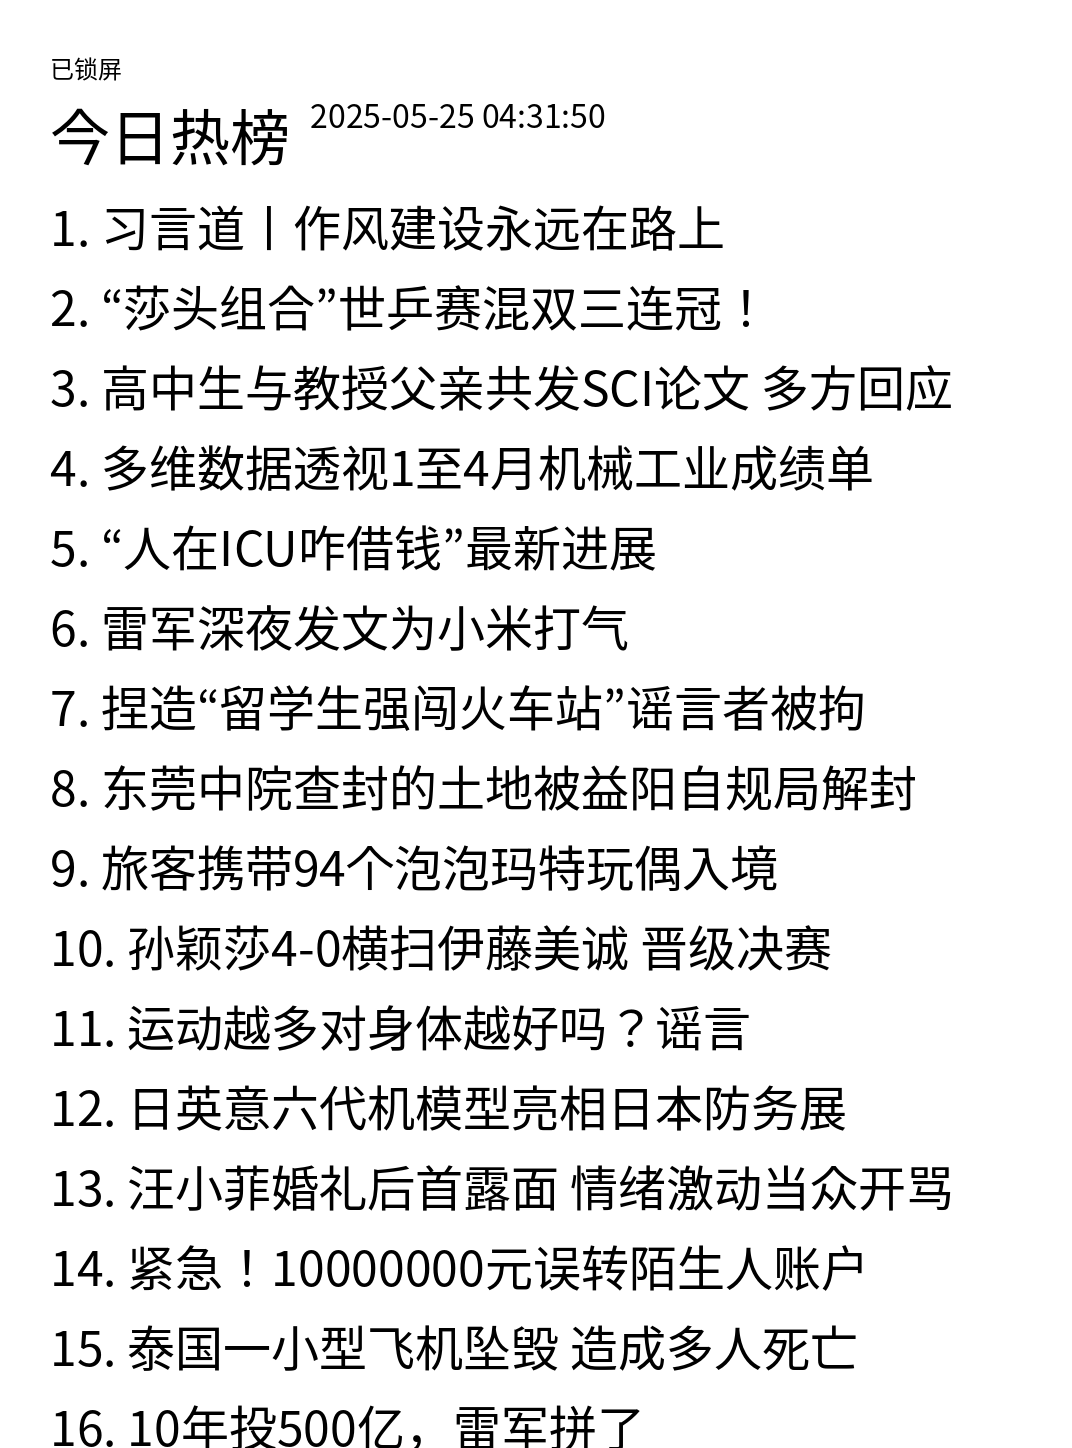 已锁屏
今日热榜 2025-05-25 04:31:50
1. 习言道丨作风建设永远在路上
2. “莎头组合”世乒赛混双三连冠！
3. 高中生与教授父亲共发SCI论文 多方回应
4. 多维数据透视1至4月机械工业成绩单
5. “人在ICU咋借钱”最新进展
6. 雷军深夜发文为小米打气
7. 捏造“留学生强闯火车站”谣言者被拘
8. 东莞中院查封的土地被益阳自规局解封
9. 旅客携带94个泡泡玛特玩偶入境
10. 孙颖莎4-0横扫伊藤美诚 晋级决赛
11. 运动越多对身体越好吗？谣言
12. 日英意六代机模型亮相日本防务展
13. 汪小菲婚礼后首露面 情绪激动当众开骂
14. 紧急！10000000元误转陌生人账户
15. 泰国一小型飞机坠毁 造成多人死亡
16. 10年投500亿，雷军拼了